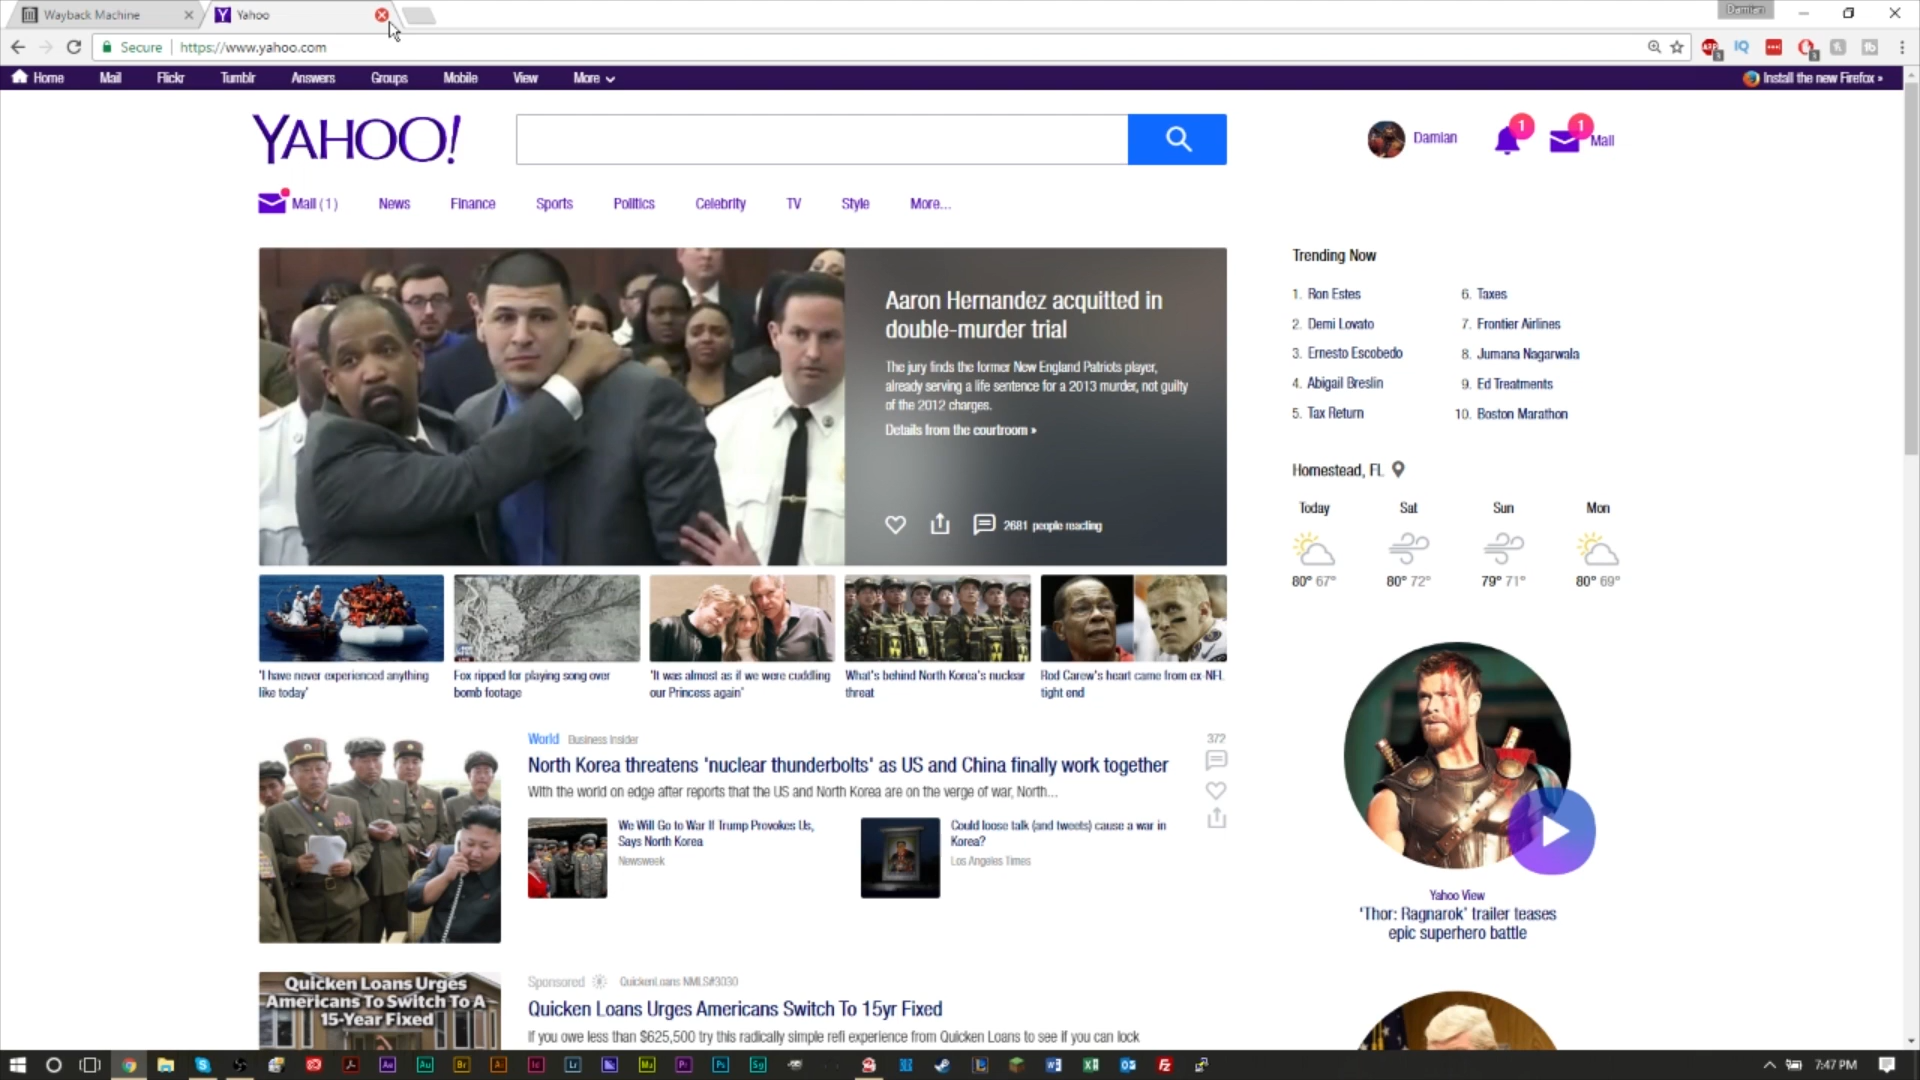 Wayback Machine
Yahoo
Damian
Secure
https://www.yahoo.com
Home Mail Flickr Tumblr Answers Groups Mobile View More
Install the new Firefox »
YAHOO!
Damian
1
1
Mail
Mail (1) News Finance Sports Politics Celebrity TV Style More...
Aaron Hernandez acquitted in
double-murder trial
The jury finds the former New England Patriots player,
already serving a life sentence for a 2013 murder, not guilty
of the 2012 charges.
Details from the courtroom »
2681 people reacting
'I have never experienced anything
like today'
Fox ripped for playing song over
bomb footage
'It was almost as if we were cuddling
our Princess again'
What's behind North Korea's nuclear
threat
Rod Carew's heart came from ex-NFL
tight end
World Business Insider
North Korea threatens 'nuclear thunderbolts' as US and China finally work together
With the world on edge after reports that the US and North Korea are on the verge of war, North...
372
We Will Go to War If Trump Provokes Us,
Says North Korea
Newsweek
Could loose talk (and tweets) cause a war in
Korea?
Los Angeles Times
Quicken Loans Urges
Americans To Switch To A
15-Year Fixed
Sponsored QuickenLoans NMLS#3030
Quicken Loans Urges Americans Switch To 15yr Fixed
If you owe less than $625,500 try this radically simple refi experience from Quicken Loans to see if you can lock
Trending Now
1. Ron Estes
2. Demi Lovato
3. Ernesto Escobedo
4. Abigail Breslin
5. Tax Return
6. Taxes
7. Frontier Airlines
8. Jumana Nagarwala
9. Ed Treatments
10. Boston Marathon
Homestead, FL
Today Sat Sun Mon
80° 67° 80° 72° 79° 71° 80° 69°
Yahoo View
'Thor: Ragnarok' trailer teases
epic superhero battle
7:47 PM